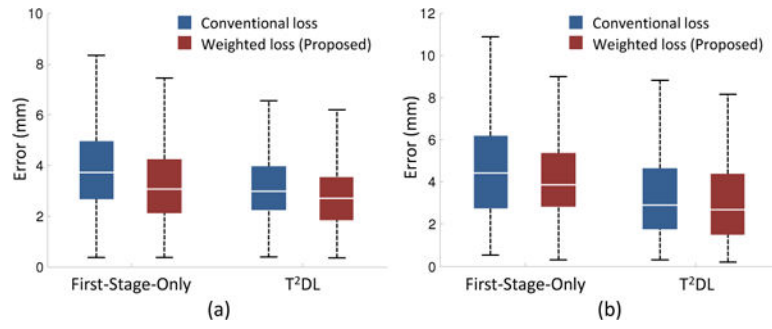 Conventional loss
Weighted loss (Proposed)
Error (mm)
10
8
6
4
2
0
First-Stage-Only
T²DL
(a)
Conventional loss
Weighted loss (Proposed)
Error (mm)
12
10
8
6
4
2
0
First-Stage-Only
T²DL
(b)